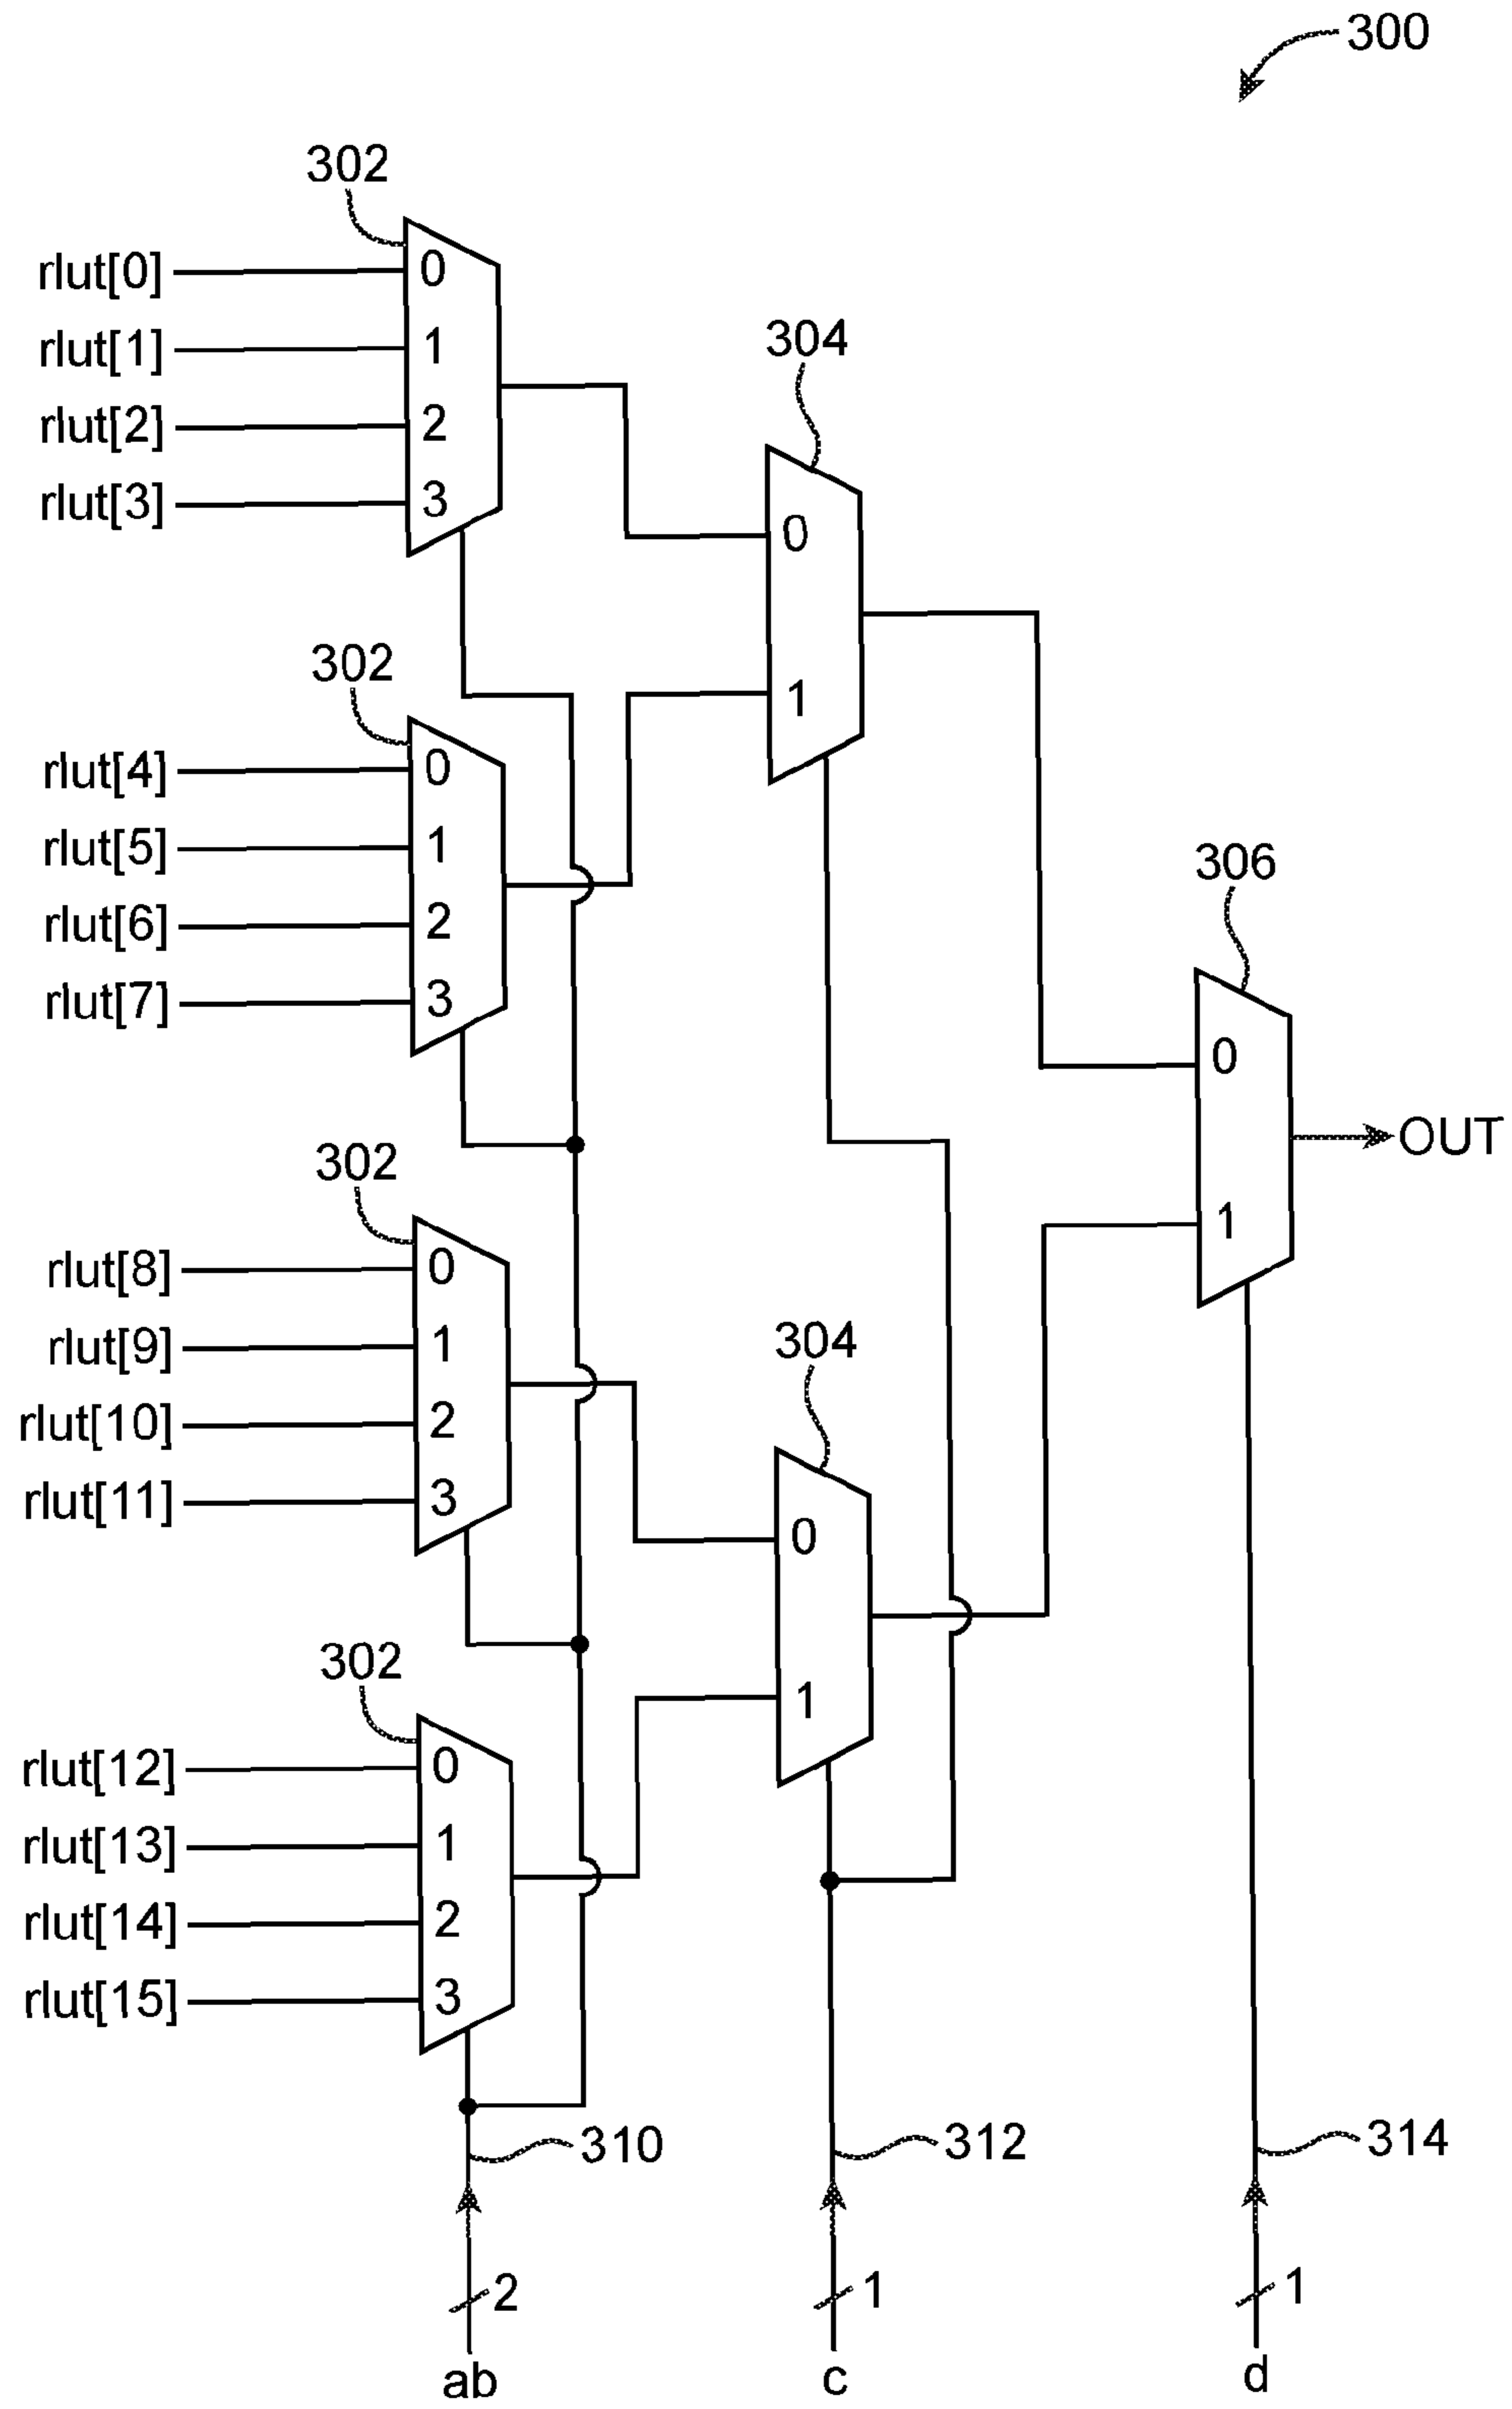 300
302
rlut[0]
0
rlut[1]
1
304
rlut[2]
2
rlut[3]
3
0
302
1
rlut[4]
0
rlut[5]
1
306
rlut[6]
2
rlut[7]
3
0
OUT
302
1
rlut[8]
0
rlut[9]
1
304
rlut[10]
2
rlut[11]
3
0
302
1
rlut[12]
0
rlut[13]
1
rlut[14]
2
rlut[15]
3
310
312
314
2
1
1
ab
c
d